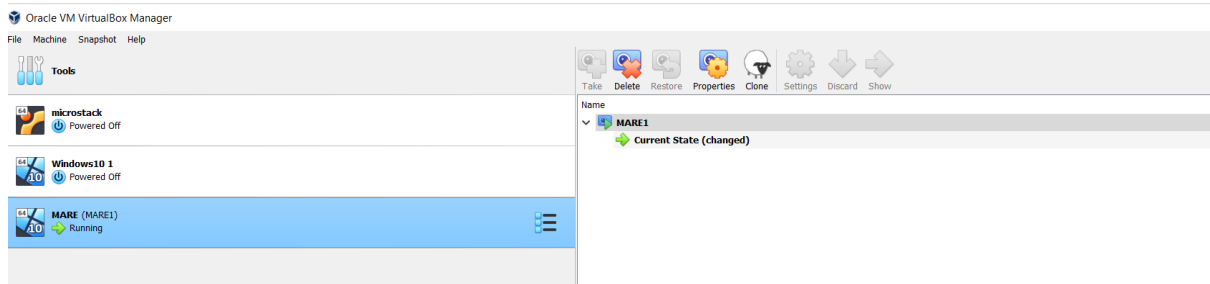 Oracle VM VirtualBox Manager
File Machine Snapshot Help
Tools
64 microstack
Powered Off
64 10 Windows10 1
Powered Off
64 10 MARE (MARE1)
Running
Take Delete Restore Properties Clone Settings Discard Show
Name
MARE1
Current State (changed)